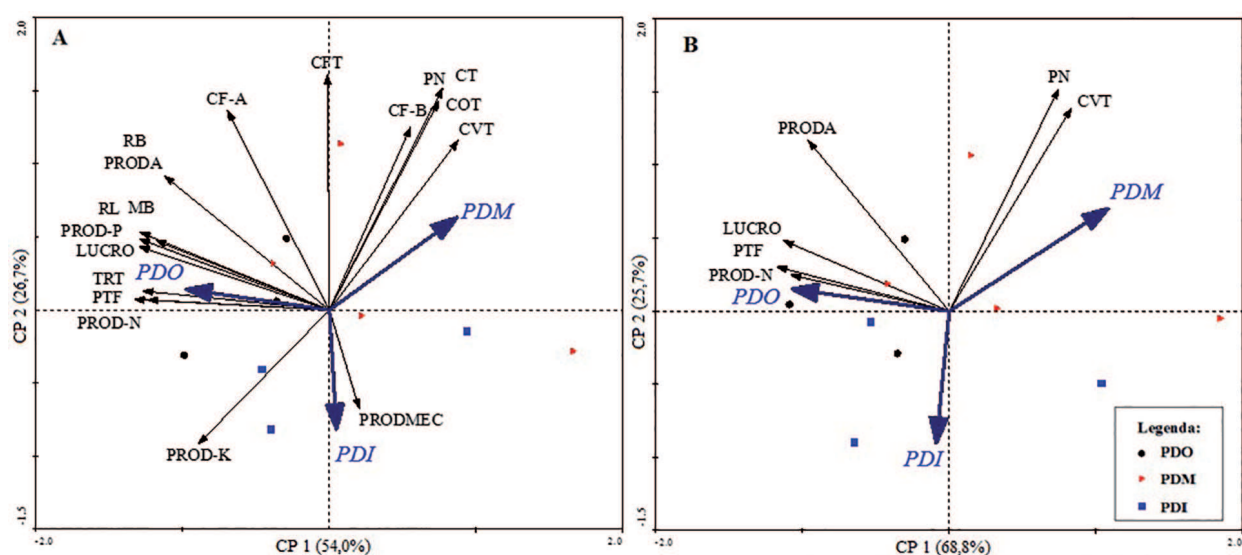 A
2.0
CFT
PN CT
CF-A
CF-B
COT
CVT
RB
PRODA
RL MB
PROD-P
LUCRO
TRT
PTF
PROD-N
PDO
PDM
PDI
PRODMEC
PROD-K
CP 2 (26,7%)
-1.5
-2.0
CP 1 (54,0%)
2.0
B
2.0
PN
CVT
PRODA
PDM
LUCRO
PTF
PROD-N
PDO
PDI
CP 2 (25,7%)
-1.5
-2.0
CP 1 (68,8%)
2.0
Legenda:
PDO
PDM
PDI